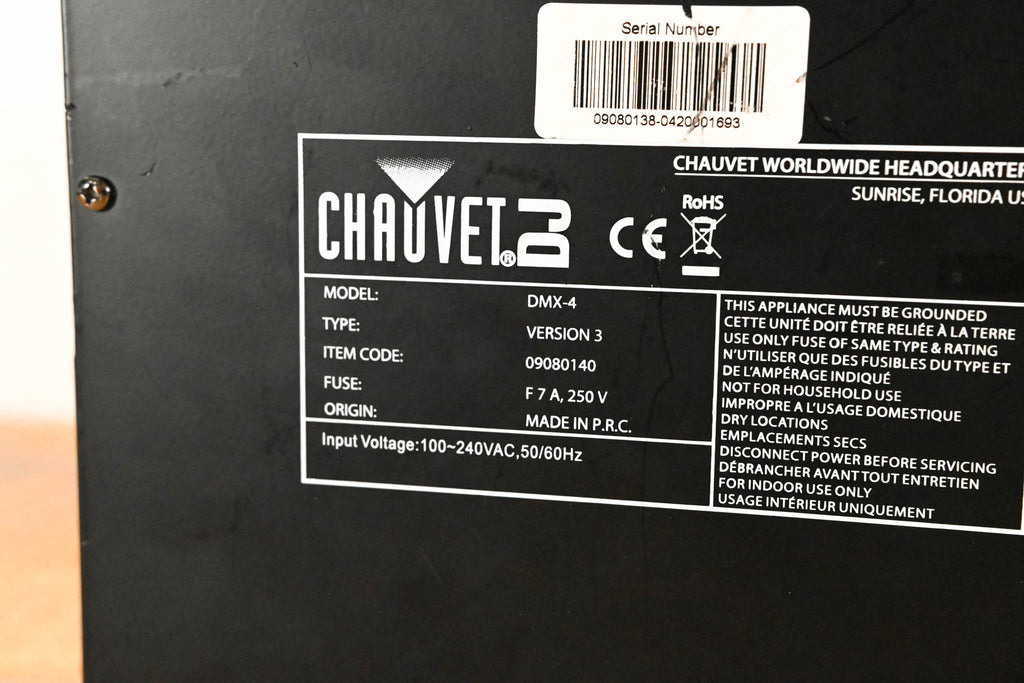 Serial Number
09080138-0420001693
CHAUVET WORLDWIDE HEADQUARTER
SUNRISE, FLORIDA US
CHAUVET® DJ
CE
RoHS
MODEL: DMX-4
TYPE: VERSION 3
ITEM CODE: 09080140
FUSE: F 7 A, 250 V
ORIGIN: MADE IN P.R.C.
Input Voltage:100~240VAC,50/60Hz
THIS APPLIANCE MUST BE GROUNDED
CETTE UNITÉ DOIT ÊTRE RELIÉE À LA TERRE
USE ONLY FUSE OF SAME TYPE & RATING
N'UTILISER QUE DES FUSIBLES DU TYPE ET
DE L'AMPÉRAGE INDIQUÉ
NOT FOR HOUSEHOLD USE
IMPROPRE A L'USAGE DOMESTIQUE
DRY LOCATIONS
EMPLACEMENTS SECS
DISCONNECT POWER BEFORE SERVICING
DÉBRANCHER AVANT TOUT ENTRETIEN
FOR INDOOR USE ONLY
USAGE INTÉRIEUR UNIQUEMENT